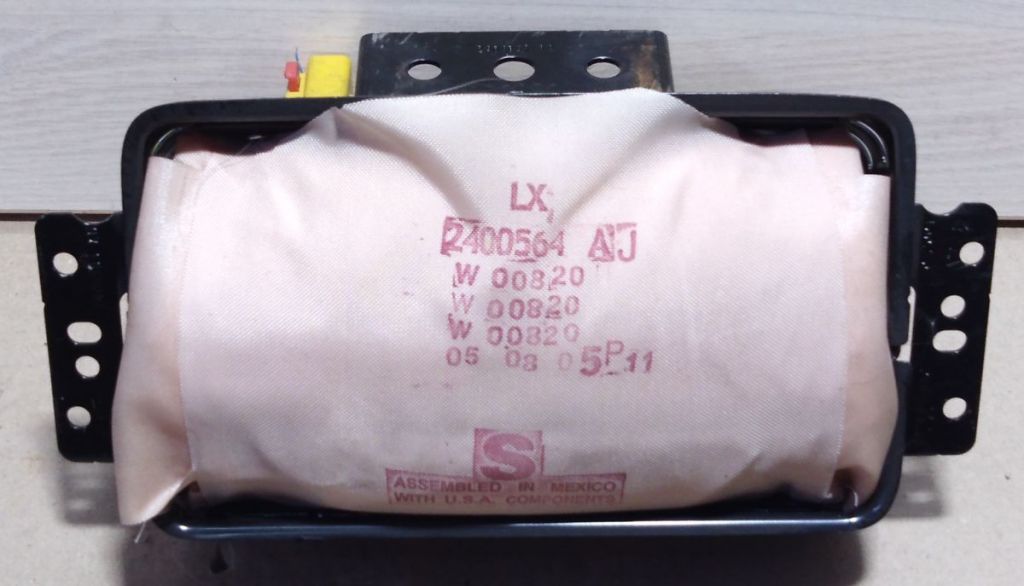 LX
2400564 AJ
W 00820
W 00820
W 00820
05 08 05P11
S
ASSEMBLED IN MEXICO
WITH U.S.A. COMPONENTS